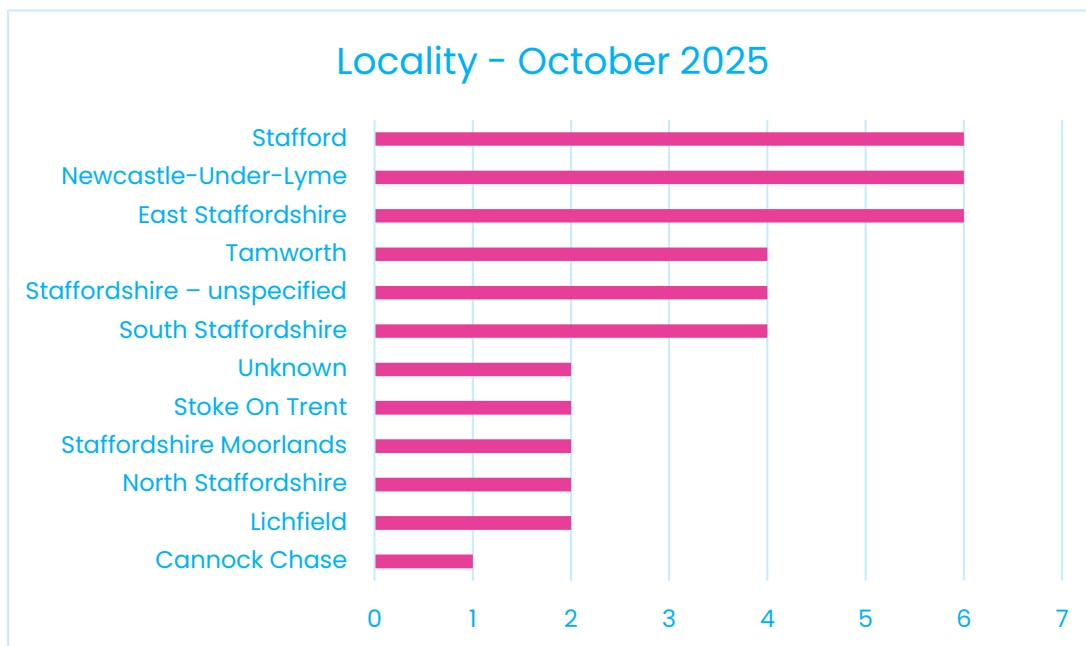 Locality - October 2025
Stafford
Newcastle-Under-Lyme
East Staffordshire
Tamworth
Staffordshire – unspecified
South Staffordshire
Unknown
Stoke On Trent
Staffordshire Moorlands
North Staffordshire
Lichfield
Cannock Chase
0 1 2 3 4 5 6 7